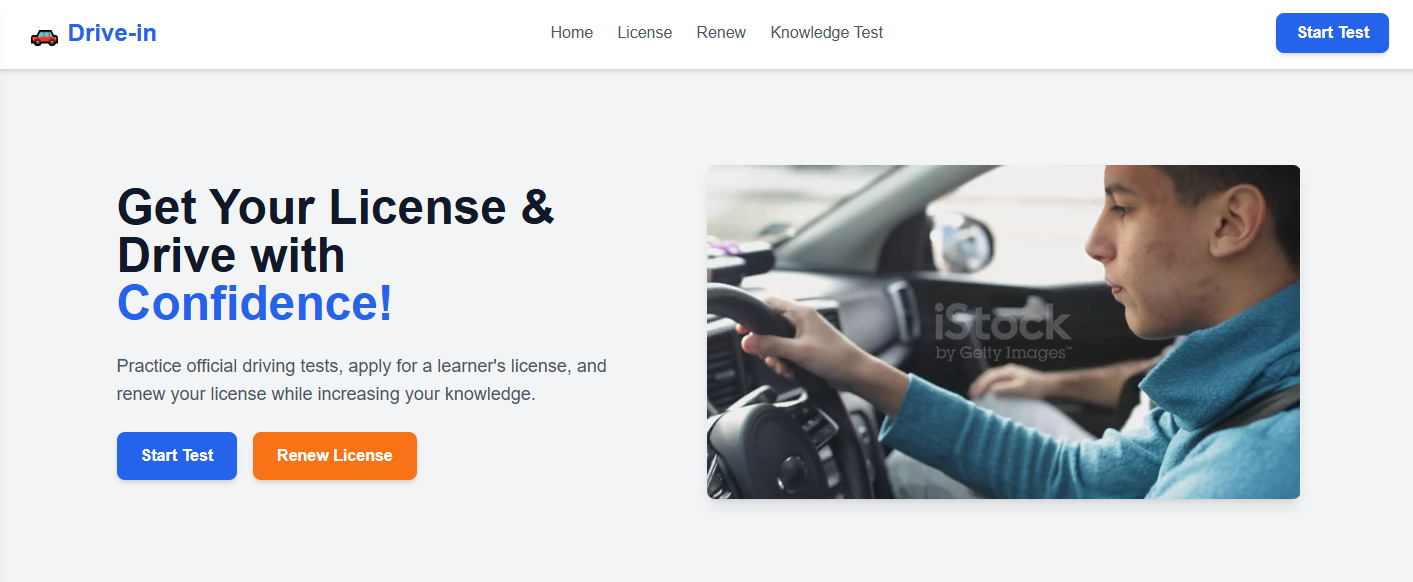 Drive-in
Home
License
Renew
Knowledge Test
Start Test
Get Your License &
Drive with
Confidence!
Practice official driving tests, apply for a learner's license, and
renew your license while increasing your knowledge.
Start Test
Renew License
iStock
by Getty Images™